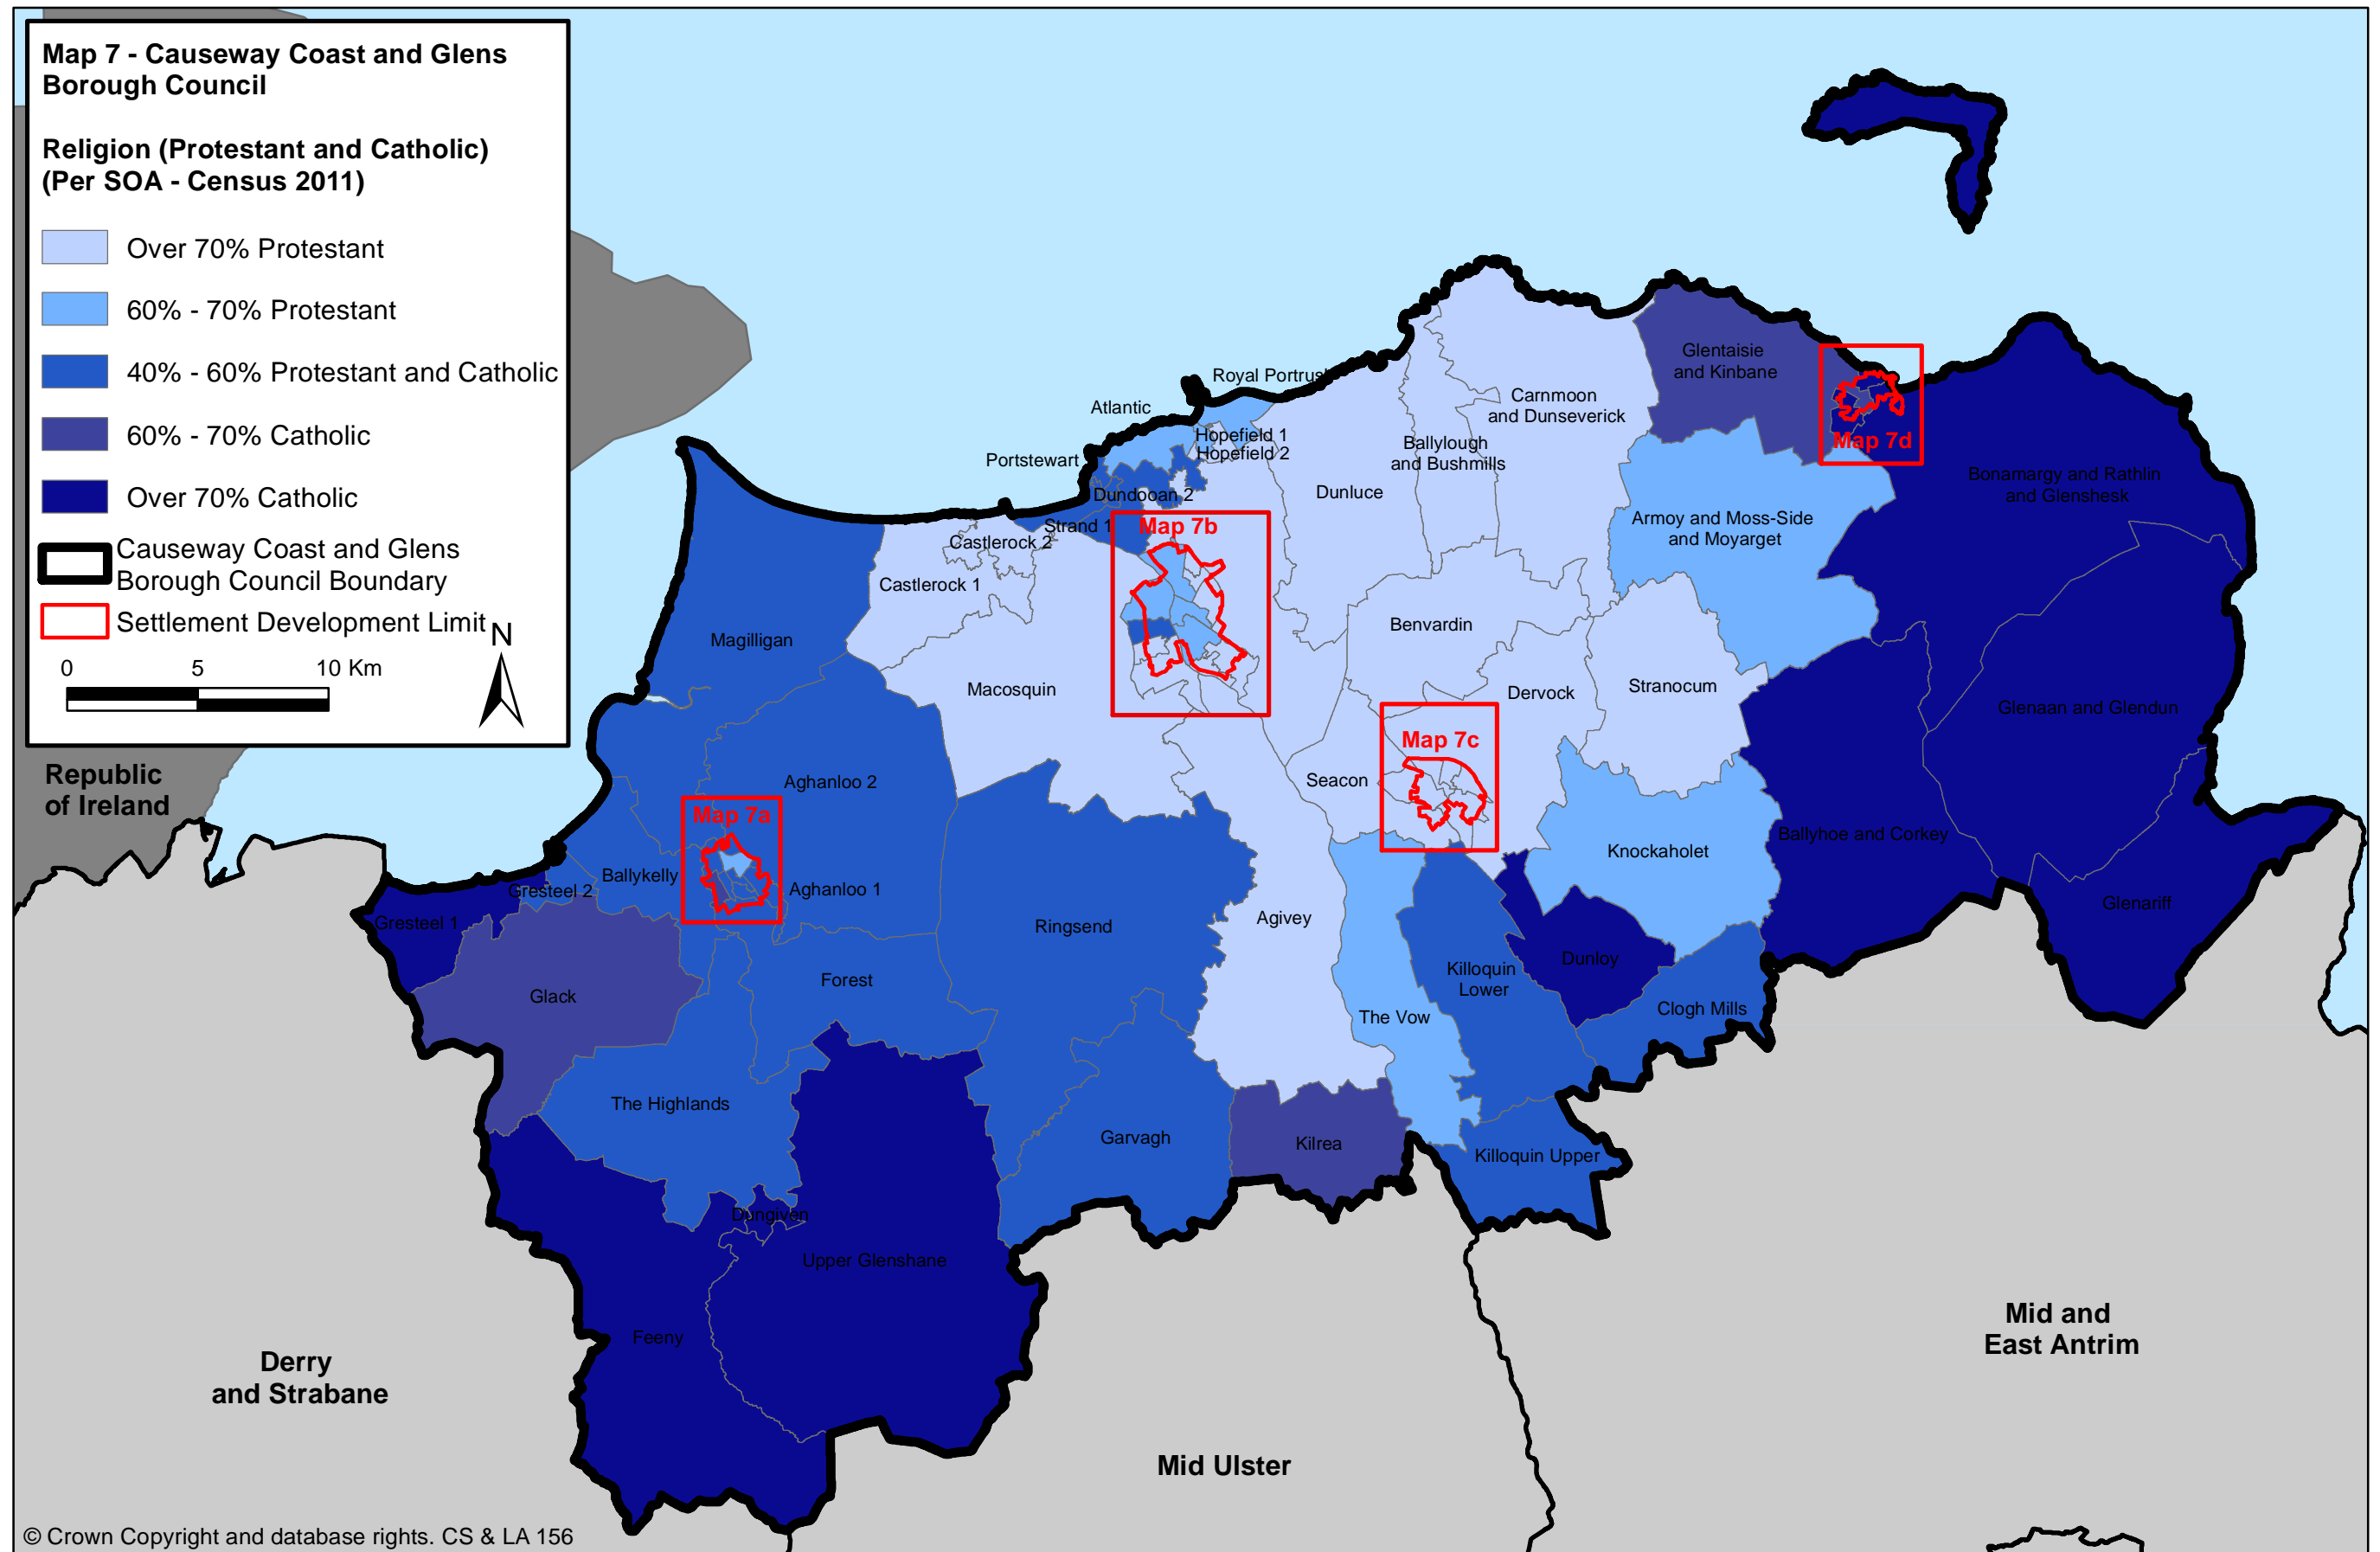 Map 7 - Causeway Coast and Glens
Borough Council
Religion (Protestant and Catholic)
(Per SOA - Census 2011)
Over 70% Protestant
60% - 70% Protestant
40% - 60% Protestant and Catholic
60% - 70% Catholic
Over 70% Catholic
Causeway Coast and Glens
Borough Council Boundary
Settlement Development Limit
N
0 5 10 Km
Republic
of Ireland
Royal Portrush
Atlantic
Hopefield 1
Hopefield 2
Portstewart
Dundooan 2
Strand 1
Map 7b
Castlerock 2
Castlerock 1
Magilligan
Macosquin
Dunluce
Ballylough
and Bushmills
Carnmoon
and Dunseverick
Glentaisie
and Kinbane
Map 7d
Bonamargy and Rathlin
and Glenshesk
Armoy and Moss-Side
and Moyarget
Benvardin
Dervock
Stranocum
Glenaan and Glendun
Map 7c
Seacon
Aghanloo 2
Map 7a
Ballykelly
Aghanloo 1
Gresteel 2
Gresteel 1
Knockaholet
Ballyhoe and Corkey
Glenariff
Ringsend
Agivey
Glack
Forest
Killoquin
Lower
Dunloy
Clogh Mills
The Vow
The Highlands
Garvagh
Kilrea
Killoquin Upper
Dungiven
Upper Glenshane
Feeny
Derry
and Strabane
Mid Ulster
Mid and
East Antrim
© Crown Copyright and database rights. CS & LA 156